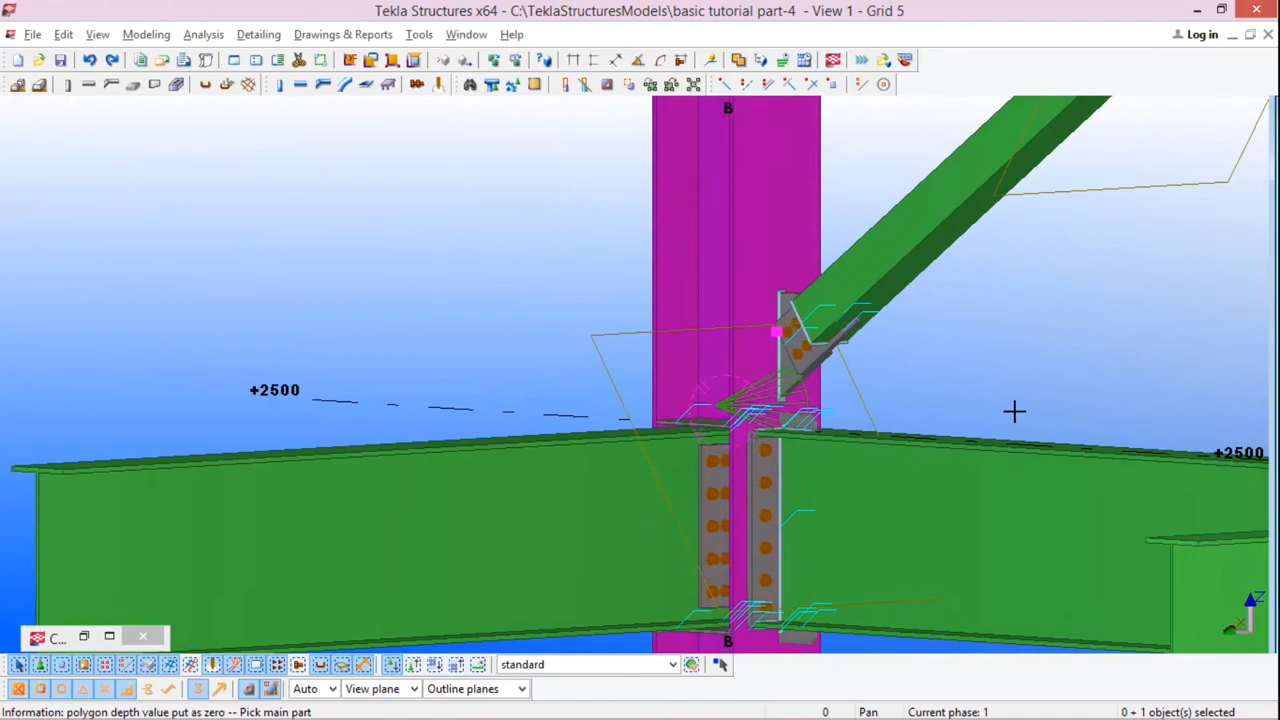 Tekla Structures x64 - C:\TeklaStructuresModels\basic tutorial part-4 - View 1 - Grid 5
File Edit View Modeling Analysis Detailing Drawings & Reports Tools Window Help
Log in
B
+2500
+2500
B
Z
X
C...
standard
Auto
View plane
Outline planes
Information: polygon depth value put as zero -- Pick main part
0
Pan
Current phase: 1
0 + 1 object(s) selected